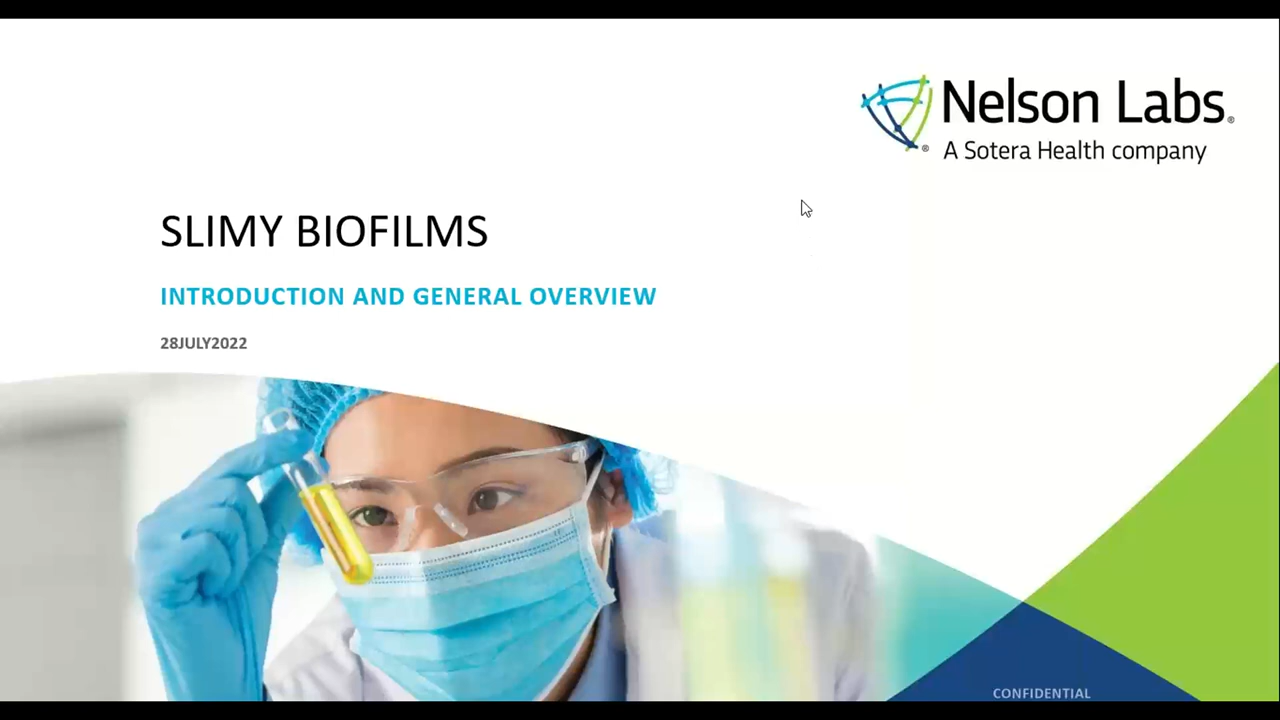 Nelson Labs®
A Sotera Health company
SLIMY BIOFILMS
INTRODUCTION AND GENERAL OVERVIEW
28JULY2022
CONFIDENTIAL